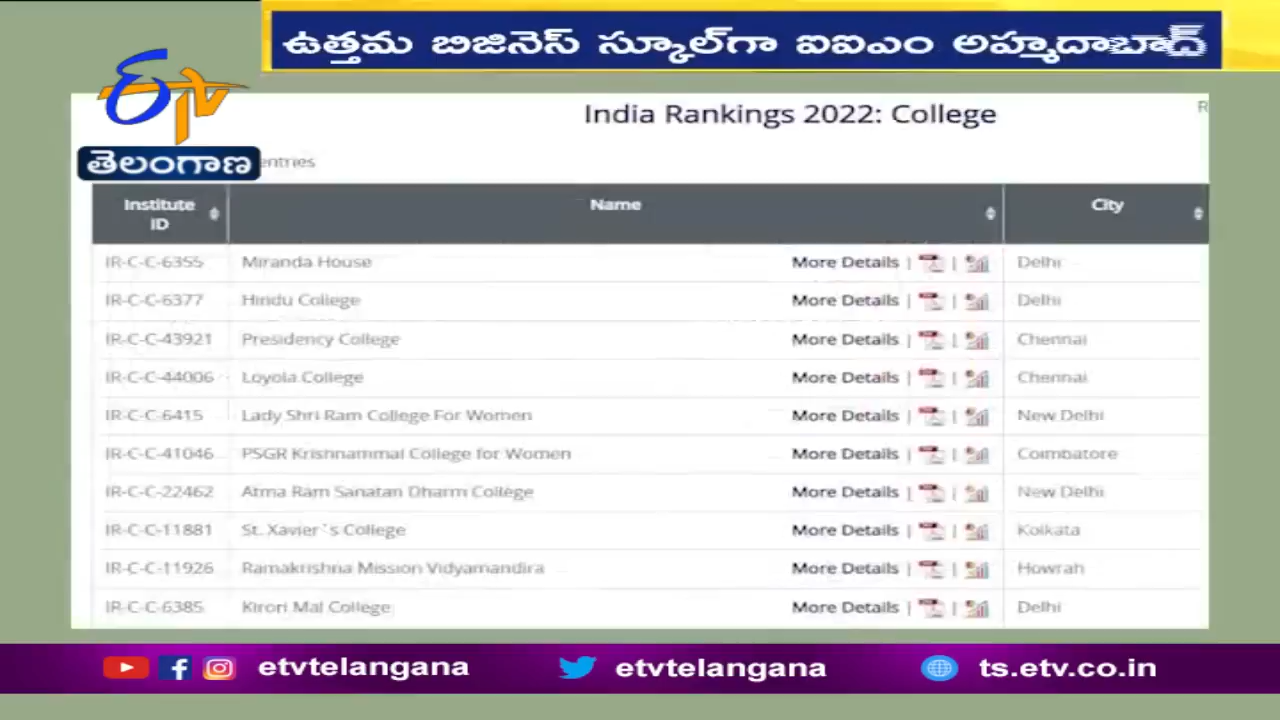 ఉత్తమ బిజినెస్ స్కూల్‌గా ఐఐఎం అహ్మదాబాద్
ETV
తెలంగాణ
India Rankings 2022: College
R
entries
Institute ID Name City
IR-C-C-6355 Miranda House More Details | | Delhi
IR-C-C-6377 Hindu College More Details | | Delhi
IR-C-C-43921 Presidency College More Details | | Chennai
IR-C-C-44006 Loyola College More Details | | Chennai
IR-C-C-6415 Lady Shri Ram College For Women More Details | | New Delhi
IR-C-C-41046 PSGR Krishnammal College for Women More Details | | Coimbatore
IR-C-C-22462 Atma Ram Sanatan Dharm College More Details | | New Delhi
IR-C-C-11881 St. Xavier`s College More Details | | Kolkata
IR-C-C-11926 Ramakrishna Mission Vidyamandira More Details | | Howrah
IR-C-C-6385 Kirori Mal College More Details | | Delhi
etvtelangana etvtelangana ts.etv.co.in